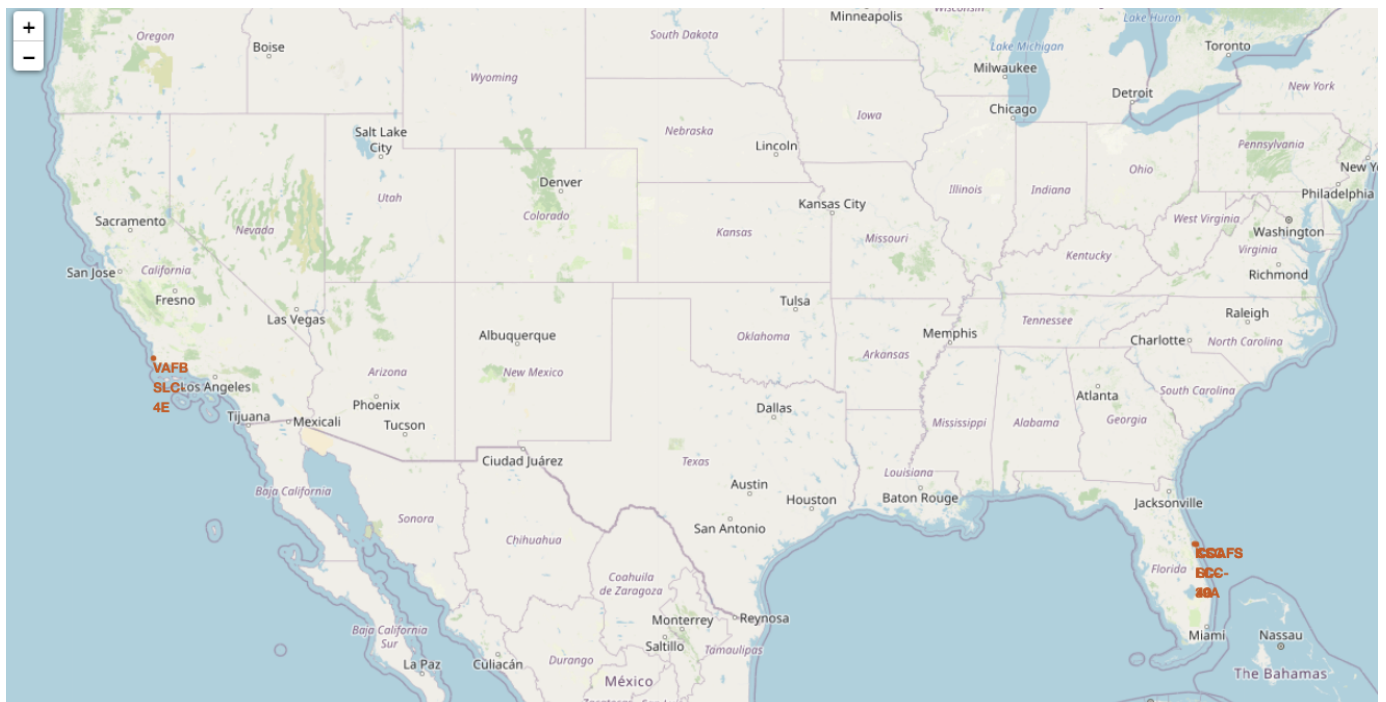 +
−
Minneapolis
Wisconsin
Lake Huron
Oregon
Boise
South Dakota
Toronto
Lake Michigan
Milwaukee
Wyoming
Detroit
New York
Chicago
Iowa
Salt Lake
City
Nebraska
Lincoln
Pennsylvania
Ohio
New Yo
Denver
Illinois
Indiana
Philadelphia
Utah
Kansas City
Colorado
Sacramento
Nevada
Kansas
Missouri
West Virginia
Washington
Virginia
San Jose
California
Kentucky
Richmond
Fresno
Las Vegas
Tulsa
Raleigh
Albuquerque
Oklahoma
Memphis
Tennessee
Charlotte
North Carolina
Arkansas
VAFB
SLC-
4E
Los Angeles
Arizona
New Mexico
South Carolina
Atlanta
Phoenix
Dallas
Tijuana
Mexicali
Tucson
Mississippi
Alabama
Georgia
Ciudad Juárez
Texas
Louisiana
Austin
Houston
Baton Rouge
Jacksonville
Baja California
Sonora
San Antonio
Chihuahua
Florida
Coahuila
de Zaragoza
Monterrey
Reynosa
Baja California
Sur
Saltillo
Tamaulipas
Miami
Nassau
La Paz
Culiacán
Durango
México
The Bahamas